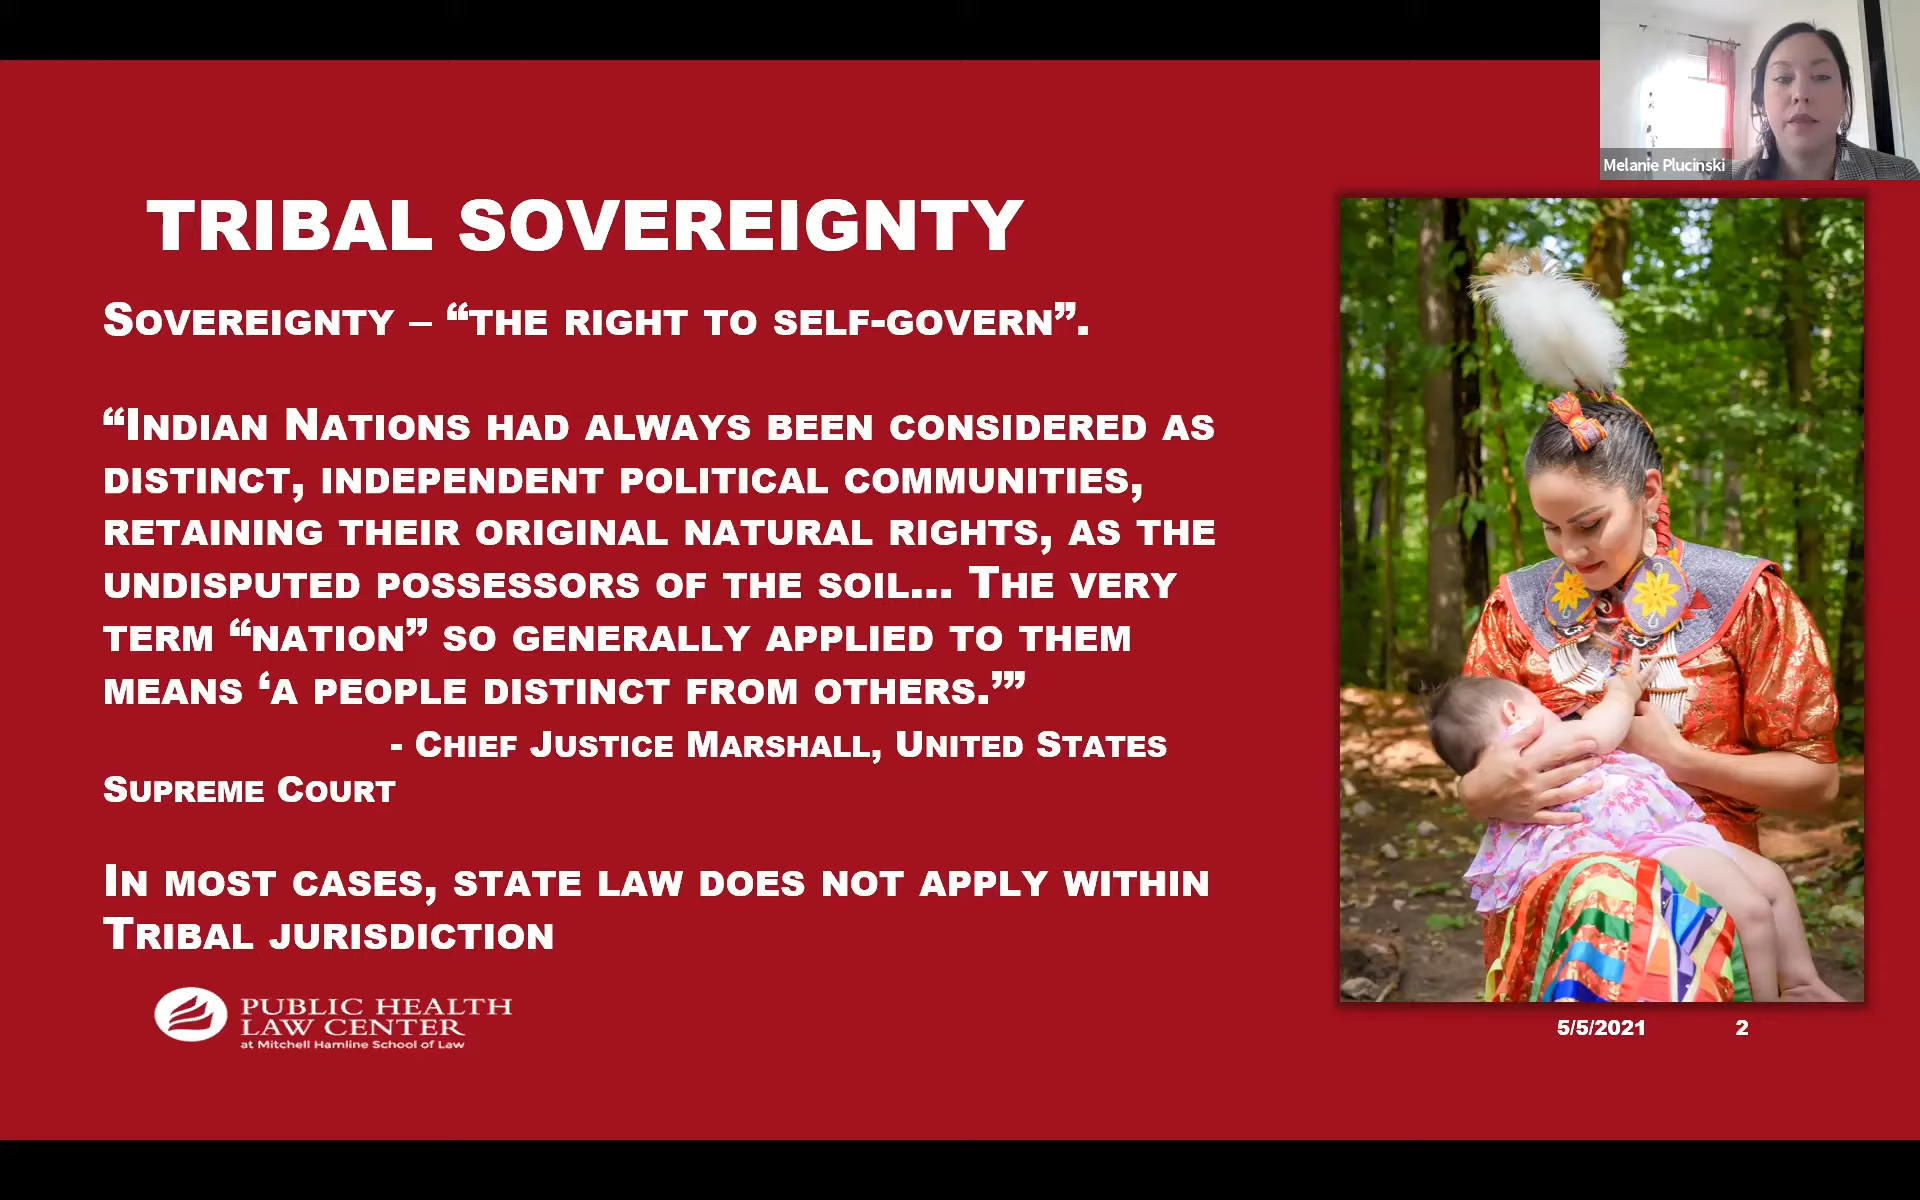 Melanie Plucinski
TRIBAL SOVEREIGNTY
SOVEREIGNTY – “THE RIGHT TO SELF-GOVERN”.
“INDIAN NATIONS HAD ALWAYS BEEN CONSIDERED AS
DISTINCT, INDEPENDENT POLITICAL COMMUNITIES,
RETAINING THEIR ORIGINAL NATURAL RIGHTS, AS THE
UNDISPUTED POSSESSORS OF THE SOIL... THE VERY
TERM “NATION” SO GENERALLY APPLIED TO THEM
MEANS ‘A PEOPLE DISTINCT FROM OTHERS.’”
- CHIEF JUSTICE MARSHALL, UNITED STATES
SUPREME COURT
IN MOST CASES, STATE LAW DOES NOT APPLY WITHIN
TRIBAL JURISDICTION
PUBLIC HEALTH
LAW CENTER
at Mitchell Hamline School of Law
5/5/2021 2